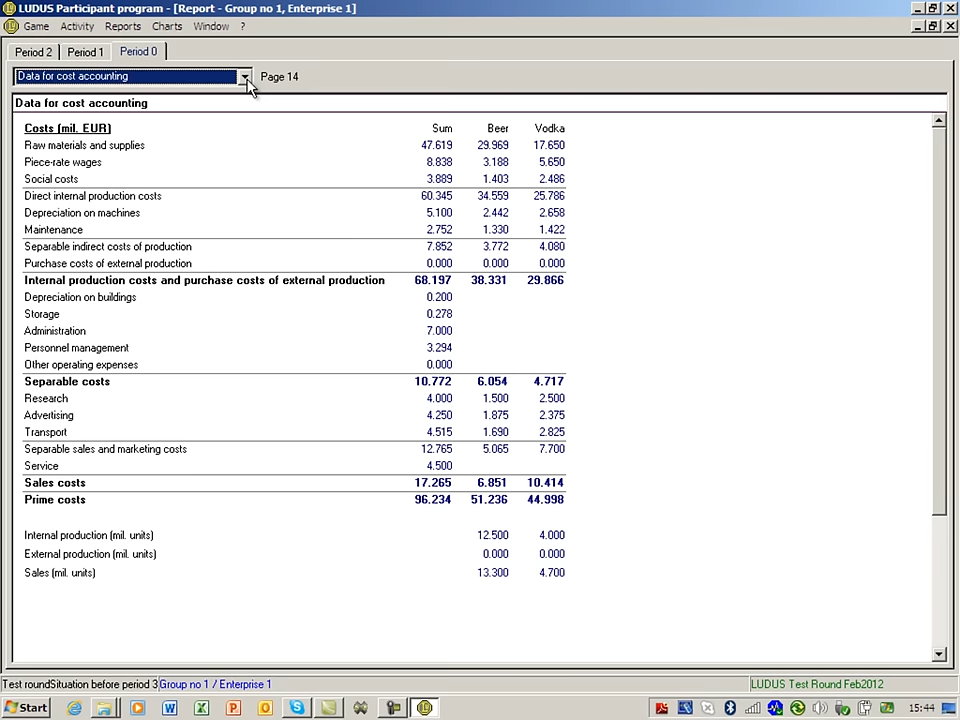 LUDUS Participant program - [Report - Group no 1, Enterprise 1]
Game Activity Reports Charts Window ?
Period 2 Period 1 Period 0
Data for cost accounting Page 14
Data for cost accounting
Costs (mil. EUR) Sum Beer Vodka
Raw materials and supplies 47.619 29.969 17.650
Piece-rate wages 8.838 3.188 5.650
Social costs 3.889 1.403 2.486
Direct internal production costs 60.345 34.559 25.786
Depreciation on machines 5.100 2.442 2.658
Maintenance 2.752 1.330 1.422
Separable indirect costs of production 7.852 3.772 4.080
Purchase costs of external production 0.000 0.000 0.000
Internal production costs and purchase costs of external production 68.197 38.331 29.866
Depreciation on buildings 0.200
Storage 0.278
Administration 7.000
Personnel management 3.294
Other operating expenses 0.000
Separable costs 10.772 6.054 4.717
Research 4.000 1.500 2.500
Advertising 4.250 1.875 2.375
Transport 4.515 1.690 2.825
Separable sales and marketing costs 12.765 5.065 7.700
Service 4.500
Sales costs 17.265 6.851 10.414
Prime costs 96.234 51.236 44.998
Internal production (mil. units) 12.500 4.000
External production (mil. units) 0.000 0.000
Sales (mil. units) 13.300 4.700
Test round Situation before period 3 Group no 1 / Enterprise 1 LUDUS Test Round Feb2012
Start 15:44